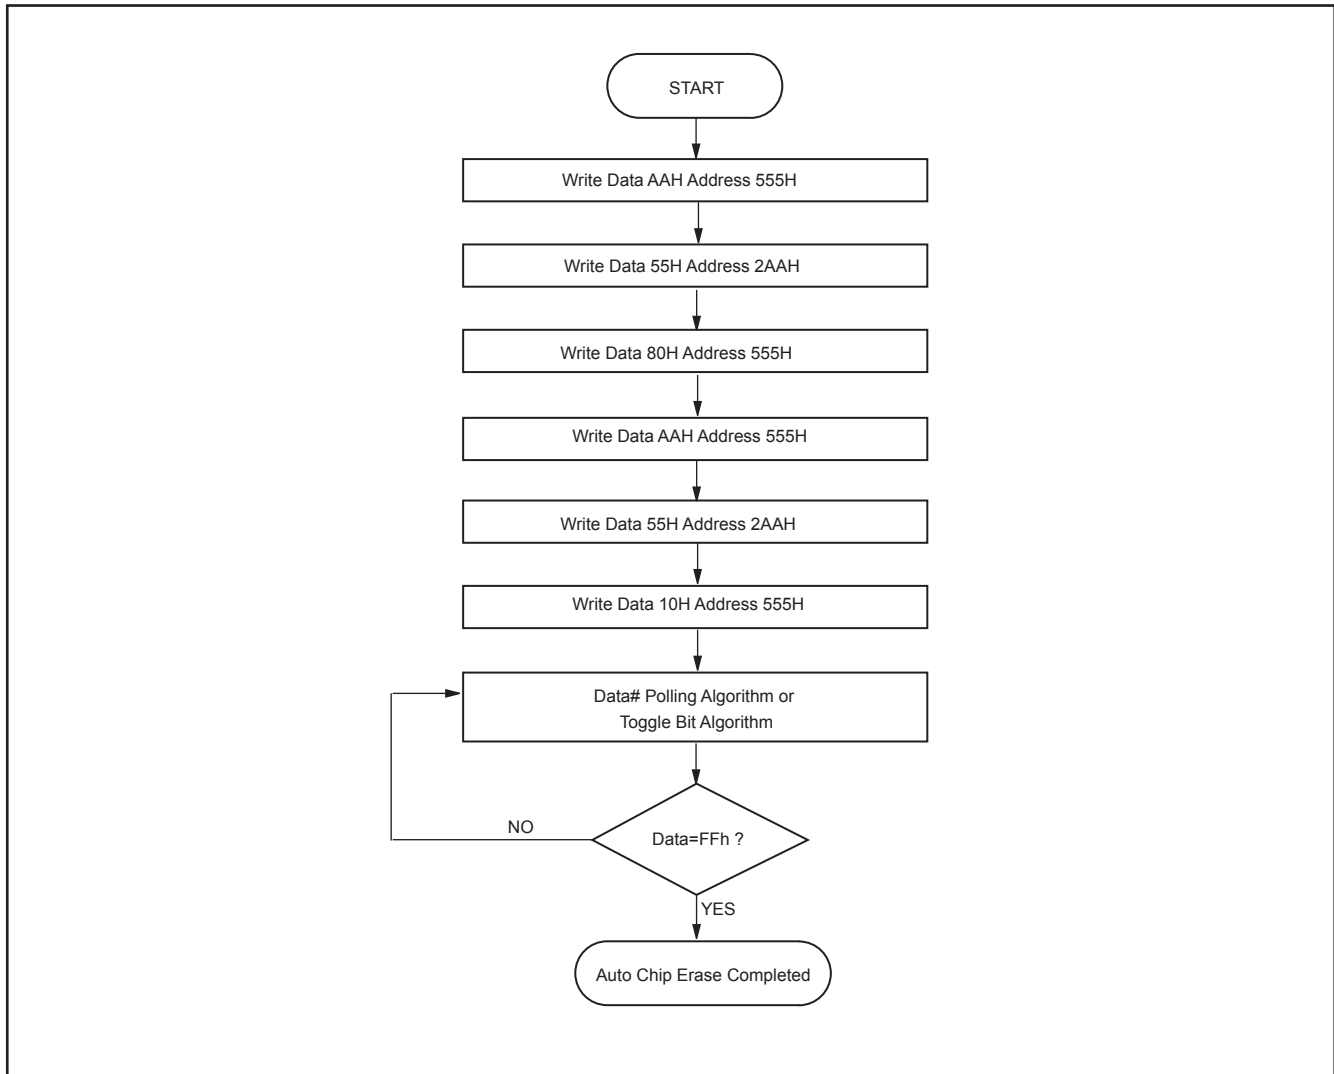 START
Write Data AAH Address 555H
Write Data 55H Address 2AAH
Write Data 80H Address 555H
Write Data AAH Address 555H
Write Data 55H Address 2AAH
Write Data 10H Address 555H
Data# Polling Algorithm or
Toggle Bit Algorithm
NO
Data=FFh ?
YES
Auto Chip Erase Completed